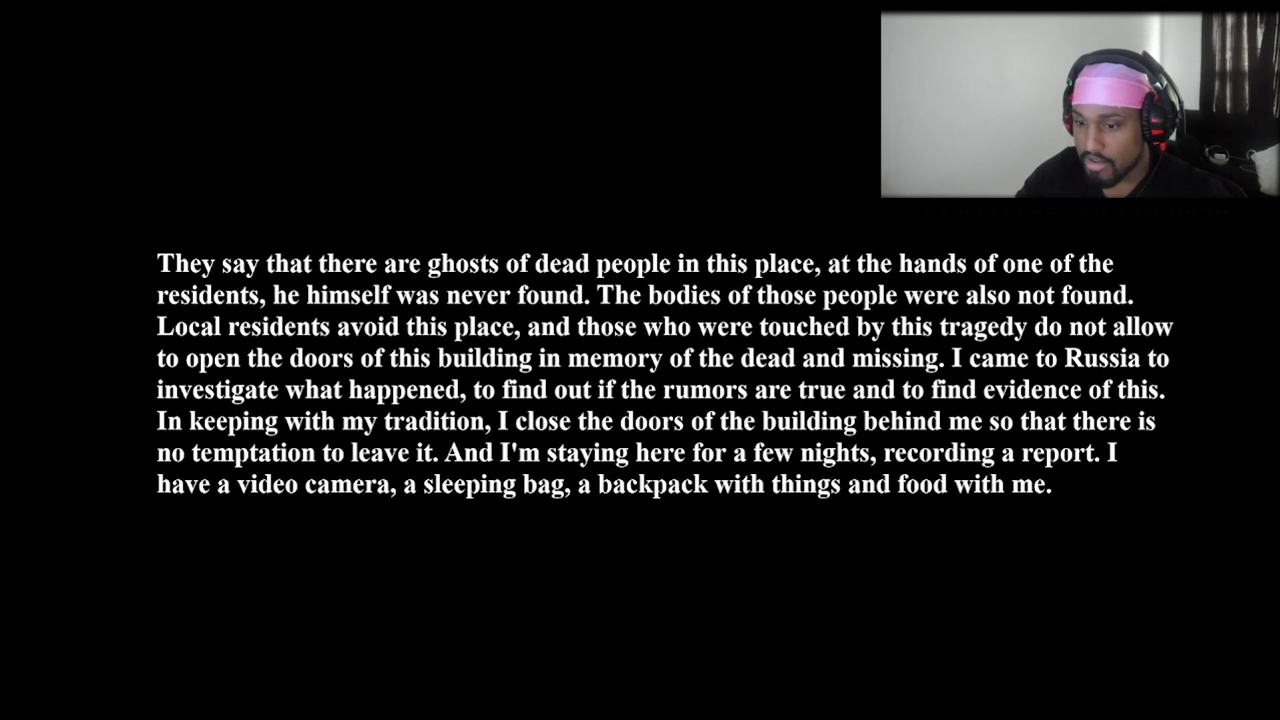 They say that there are ghosts of dead people in this place, at the hands of one of the
residents, he himself was never found. The bodies of those people were also not found.
Local residents avoid this place, and those who were touched by this tragedy do not allow
to open the doors of this building in memory of the dead and missing. I came to Russia to
investigate what happened, to find out if the rumors are true and to find evidence of this.
In keeping with my tradition, I close the doors of the building behind me so that there is
no temptation to leave it. And I'm staying here for a few nights, recording a report. I
have a video camera, a sleeping bag, a backpack with things and food with me.